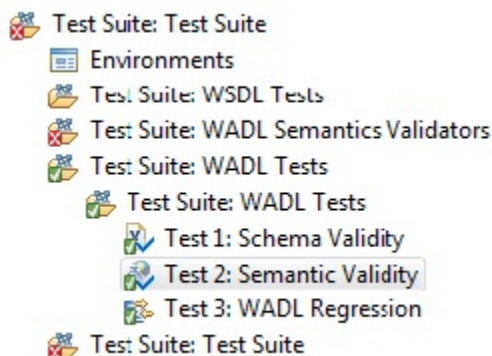 Test Suite: Test Suite
Environments
Test Suite: WSDL Tests
Test Suite: WADL Semantics Validators
Test Suite: WADL Tests
Test Suite: WADL Tests
Test 1: Schema Validity
Test 2: Semantic Validity
Test 3: WADL Regression
Test Suite: Test Suite